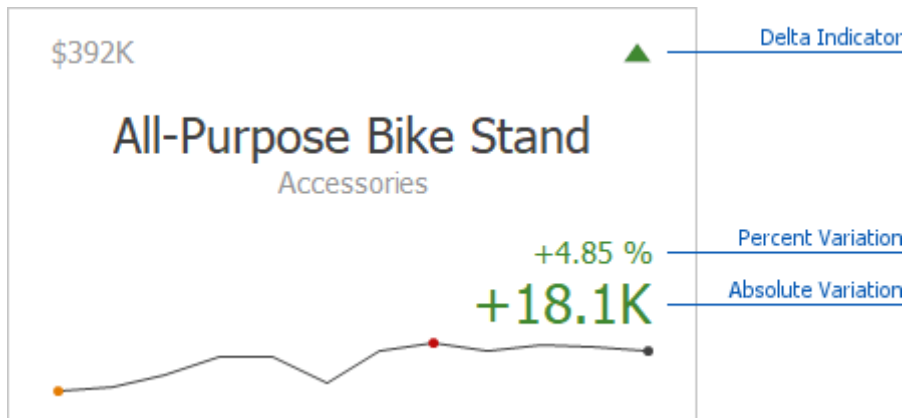 $392K
Delta Indicator
All-Purpose Bike Stand
Accessories
+4.85 %
Percent Variation
+18.1K
Absolute Variation